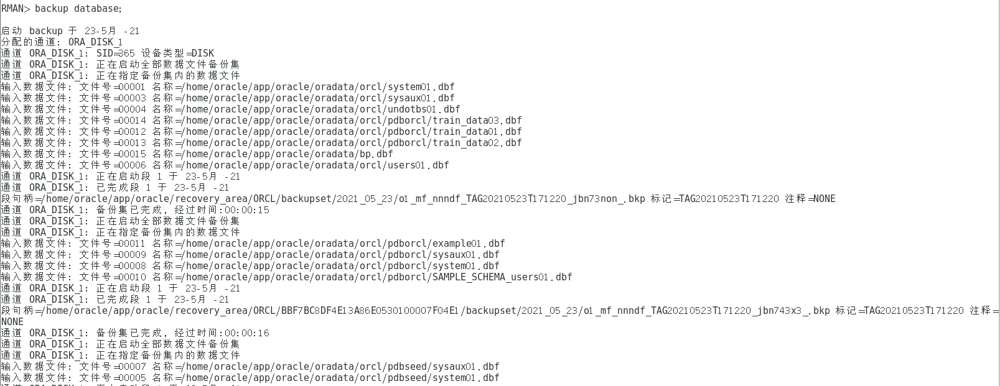 RMAN> backup database;
启动 backup 于 23-5月 -21
分配的通道: ORA_DISK_1
通道 ORA_DISK_1: SID=365 设备类型=DISK
通道 ORA_DISK_1: 正在启动全部数据文件备份集
通道 ORA_DISK_1: 正在指定备份集内的数据文件
输入数据文件: 文件号=00001 名称=/home/oracle/app/oracle/oradata/orcl/system01.dbf
输入数据文件: 文件号=00003 名称=/home/oracle/app/oracle/oradata/orcl/sysaux01.dbf
输入数据文件: 文件号=00004 名称=/home/oracle/app/oracle/oradata/orcl/undotbs01.dbf
输入数据文件: 文件号=00014 名称=/home/oracle/app/oracle/oradata/orcl/pdborcl/train_data03.dbf
输入数据文件: 文件号=00012 名称=/home/oracle/app/oracle/oradata/orcl/pdborcl/train_data01.dbf
输入数据文件: 文件号=00013 名称=/home/oracle/app/oracle/oradata/orcl/pdborcl/train_data02.dbf
输入数据文件: 文件号=00015 名称=/home/oracle/app/oracle/oradata/bp.dbf
输入数据文件: 文件号=00006 名称=/home/oracle/app/oracle/oradata/orcl/users01.dbf
通道 ORA_DISK_1: 正在启动段 1 于 23-5月 -21
通道 ORA_DISK_1: 已完成段 1 于 23-5月 -21
段句柄=/home/oracle/app/oracle/recovery_area/ORCL/backupset/2021_05_23/o1_mf_nnndf_TAG20210523T171220_jbn73non_.bkp 标记=TAG20210523T171220 注释=NONE
通道 ORA_DISK_1: 备份集已完成, 经过时间:00:00:15
通道 ORA_DISK_1: 正在启动全部数据文件备份集
通道 ORA_DISK_1: 正在指定备份集内的数据文件
输入数据文件: 文件号=00011 名称=/home/oracle/app/oracle/oradata/orcl/pdborcl/example01.dbf
输入数据文件: 文件号=00009 名称=/home/oracle/app/oracle/oradata/orcl/pdborcl/sysaux01.dbf
输入数据文件: 文件号=00008 名称=/home/oracle/app/oracle/oradata/orcl/pdborcl/system01.dbf
输入数据文件: 文件号=00010 名称=/home/oracle/app/oracle/oradata/orcl/pdborcl/SAMPLE_SCHEMA_users01.dbf
通道 ORA_DISK_1: 正在启动段 1 于 23-5月 -21
通道 ORA_DISK_1: 已完成段 1 于 23-5月 -21
段句柄=/home/oracle/app/oracle/recovery_area/ORCL/BBF7BC8DF4E13A86E0530100007F04E1/backupset/2021_05_23/o1_mf_nnndf_TAG20210523T171220_jbn743x3_.bkp 标记=TAG20210523T171220 注释=
NONE
通道 ORA_DISK_1: 备份集已完成, 经过时间:00:00:16
通道 ORA_DISK_1: 正在启动全部数据文件备份集
通道 ORA_DISK_1: 正在指定备份集内的数据文件
输入数据文件: 文件号=00007 名称=/home/oracle/app/oracle/oradata/orcl/pdbseed/sysaux01.dbf
输入数据文件: 文件号=00005 名称=/home/oracle/app/oracle/oradata/orcl/pdbseed/system01.dbf